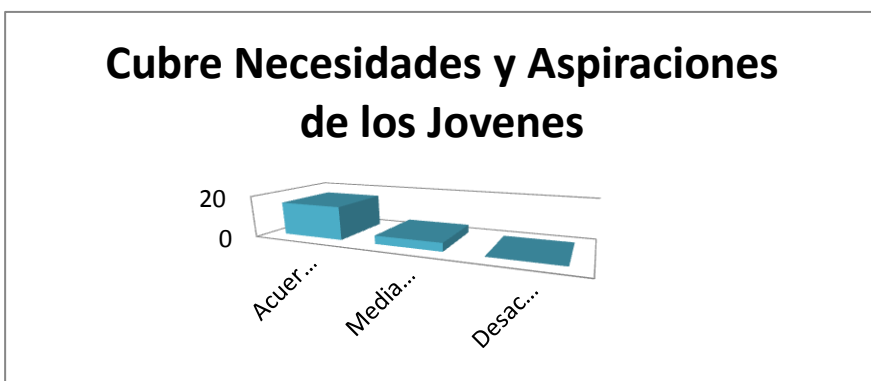 Cubre Necesidades y Aspiraciones
de los Jovenes
20
0
Acuer...
Media...
Desac...